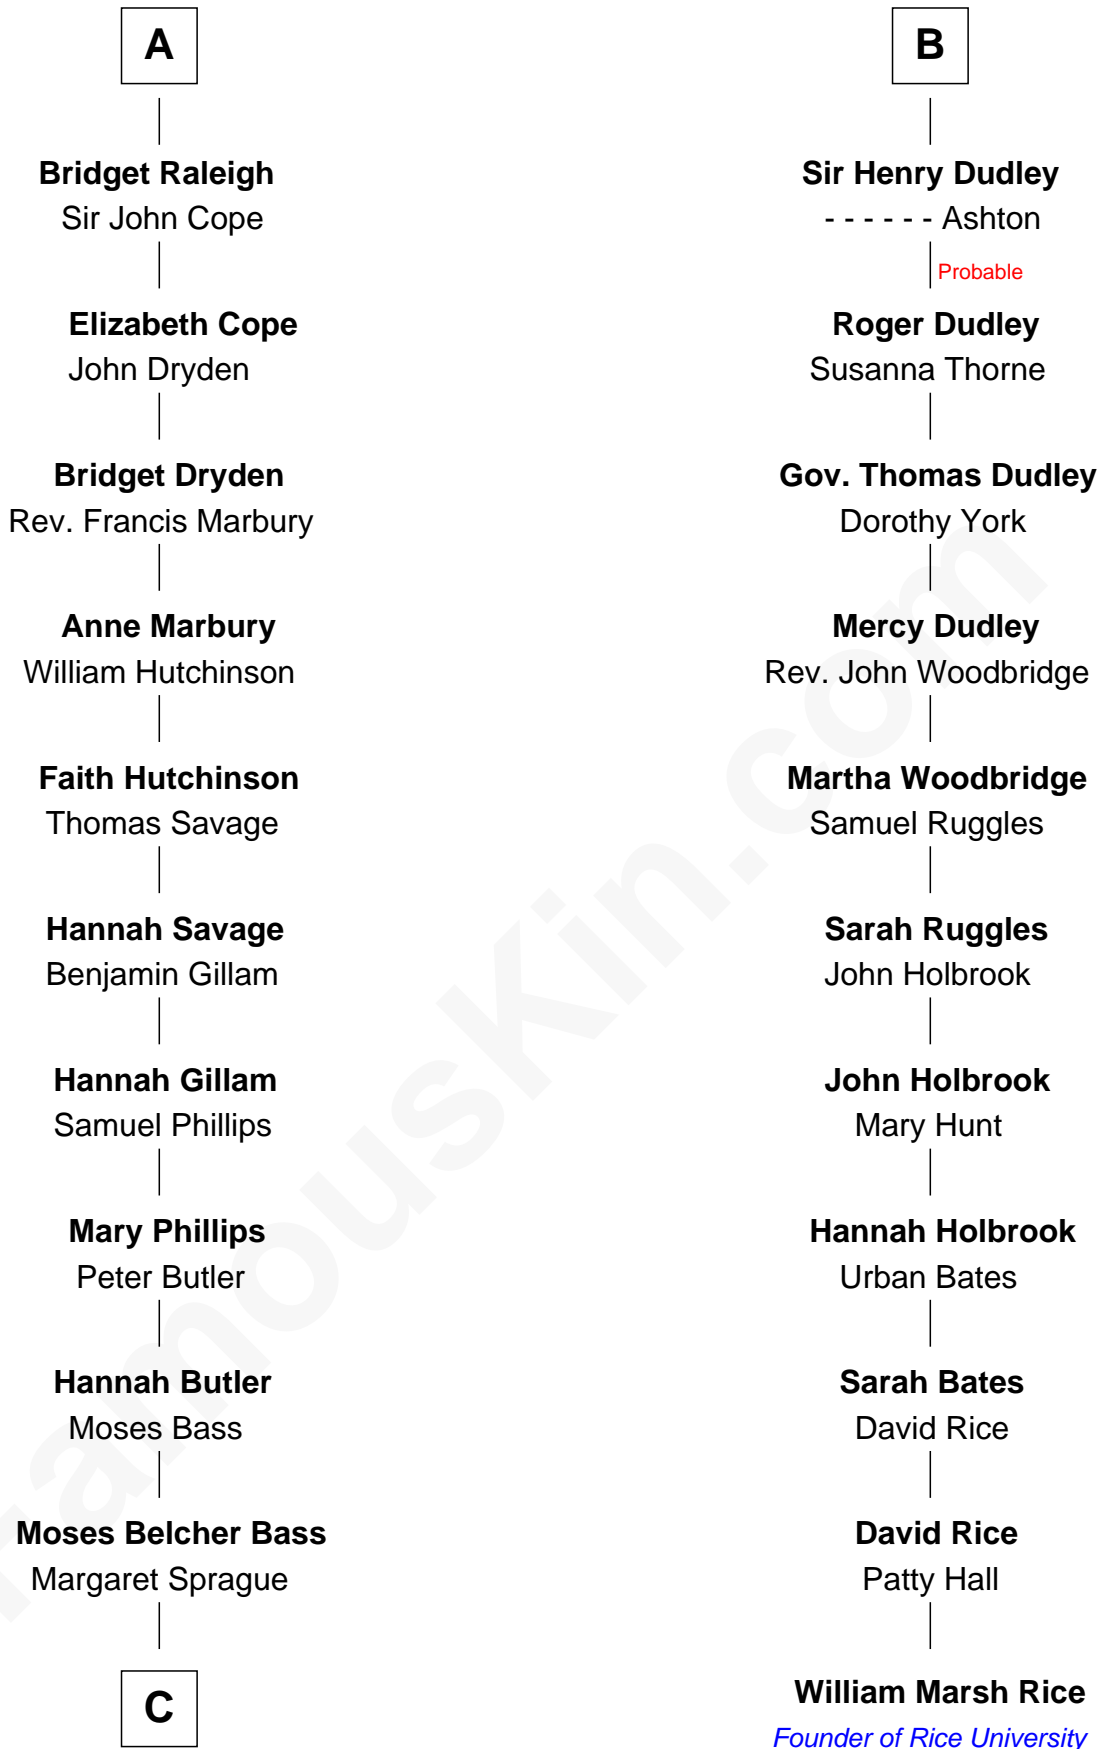 A
Bridget Raleigh
Sir John Cope
Elizabeth Cope
John Dryden
Bridget Dryden
Rev. Francis Marbury
Anne Marbury
William Hutchinson
Faith Hutchinson
Thomas Savage
Hannah Savage
Benjamin Gillam
Hannah Gillam
Samuel Phillips
Mary Phillips
Peter Butler
Hannah Butler
Moses Bass
Moses Belcher Bass
Margaret Sprague
C
B
Sir Henry Dudley
- - - - - - Ashton
Probable
Roger Dudley
Susanna Thorne
Gov. Thomas Dudley
Dorothy York
Mercy Dudley
Rev. John Woodbridge
Martha Woodbridge
Samuel Ruggles
Sarah Ruggles
John Holbrook
John Holbrook
Mary Hunt
Hannah Holbrook
Urban Bates
Sarah Bates
David Rice
David Rice
Patty Hall
William Marsh Rice
Founder of Rice University
FamousKin.com